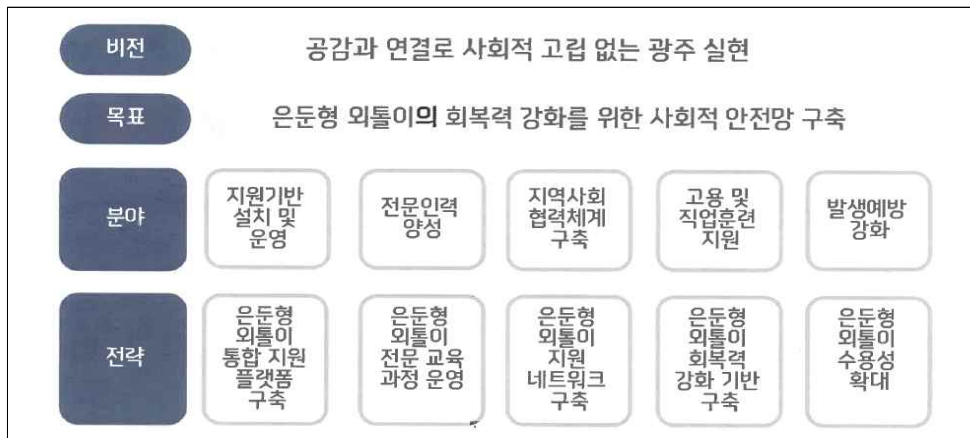 비전
공감과 연결로 사회적 고립 없는 광주 실현
목표
은둔형 외톨이의 회복력 강화를 위한 사회적 안전망 구축
분야
지원기반
설치 및
운영
전문인력
양성
지역사회
협력체계
구축
고용 및
직업훈련
지원
발생예방
강화
전략
은둔형
외톨이
통합 지원
플랫폼
구축
은둔형
외톨이
전문 교육
과정 운영
은둔형
외톨이
지원
네트워크
구축
은둔형
외톨이
회복력
강화 기반
구축
은둔형
외톨이
수용성
확대